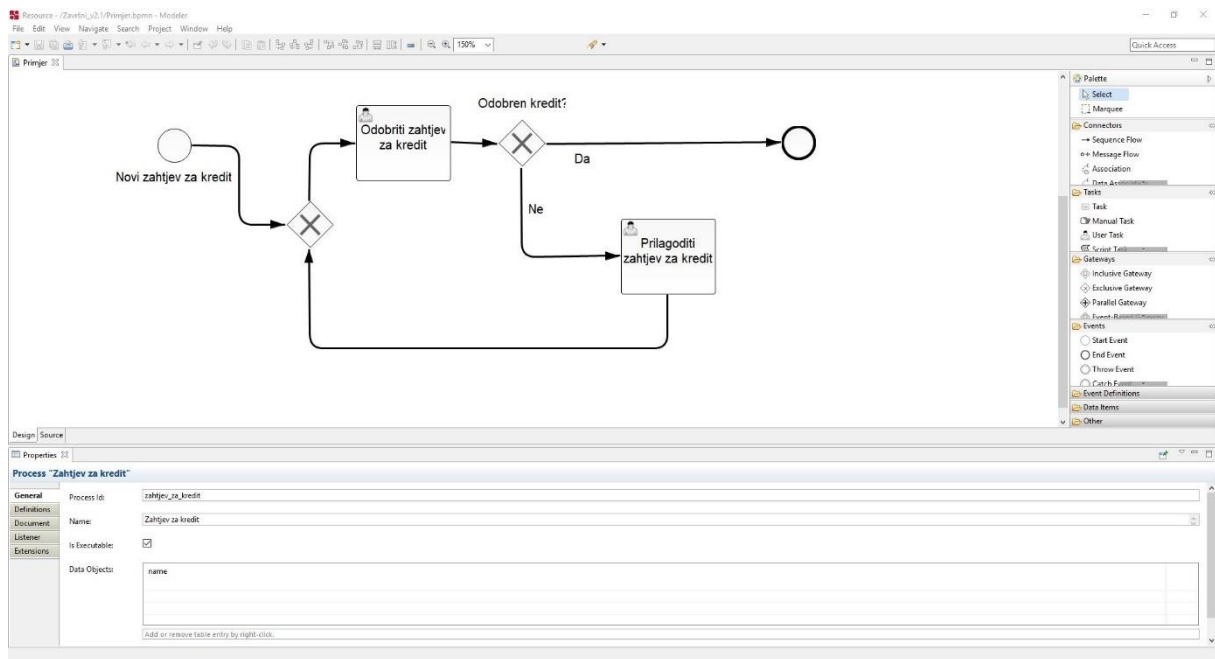 Resource - /Završni_v2.1/Primjer.bpmn - Modeler
File Edit View Navigate Search Project Window Help
150%
Quick Access
Primjer
Odobren kredit?
Odobriti zahtjev
za kredit
Da
Novi zahtjev za kredit
Ne
Prilagoditi
zahtjev za kredit
Palette
Select
Marquee
Connectors
Sequence Flow
Message Flow
Association
Tasks
Task
Manual Task
User Task
Script Task
Gateways
Inclusive Gateway
Exclusive Gateway
Parallel Gateway
Events
Start Event
End Event
Throw Event
Catch Event
Event Definitions
Data Items
Other
Design Source
Properties
Process "Zahtjev za kredit"
General
Definitions
Document
Listener
Extensions
Process Id: zahtjev_za_kredit
Name: Zahtjev za kredit
Is Executable:
Data Objects: name
Add or remove table entry by right-click.